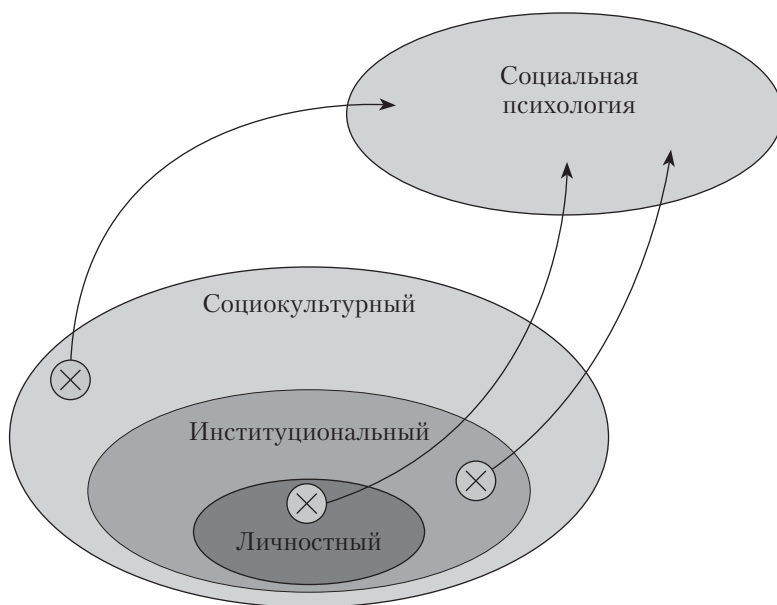 Социальная
психология
Социокультурный
Институциональный
Личностный